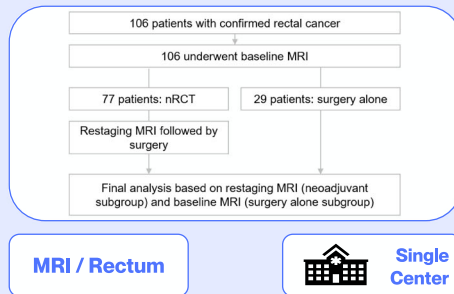 106 patients with confirmed rectal cancer
106 underwent baseline MRI
77 patients: nRCT
29 patients: surgery alone
Restaging MRI followed by
surgery
Final analysis based on restaging MRI (neoadjuvant
subgroup) and baseline MRI (surgery alone subgroup)
MRI / Rectum
Single
Center